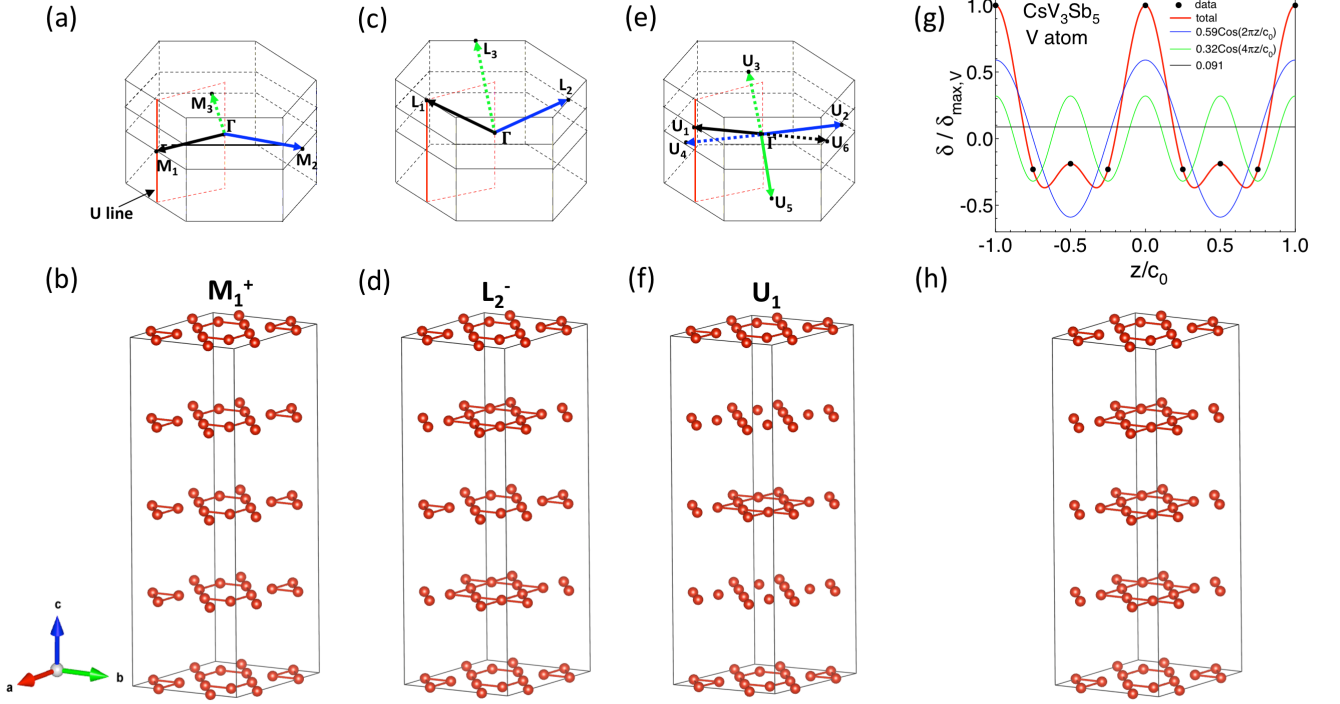 (a)
M₃
Γ
M₁
M₂
U line
(c)
L₃
L₁
L₂
Γ
(e)
U₃
U₂
U₁
Γ
U₄
U₆
U₅
(g)
CsV₃Sb₅
V atom
data
total
0.59Cos(2πz/c₀)
0.32Cos(4πz/c₀)
0.091
δ / δmax,V
1.0
0.5
0.0
-0.5
-1.0
-0.5
0.0
0.5
1.0
z/c₀
(b)
M₁⁺
(d)
L₂⁻
(f)
U₁
(h)
c
a
b